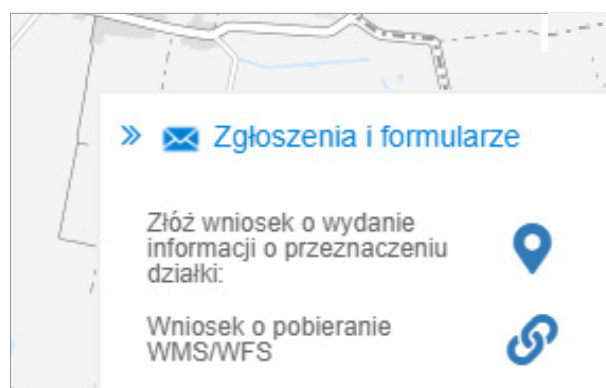 Zgłoszenia i formularze
Złóż wniosek o wydanie
informacji o przeznaczeniu
działki:
Wniosek o pobieranie
WMS/WFS